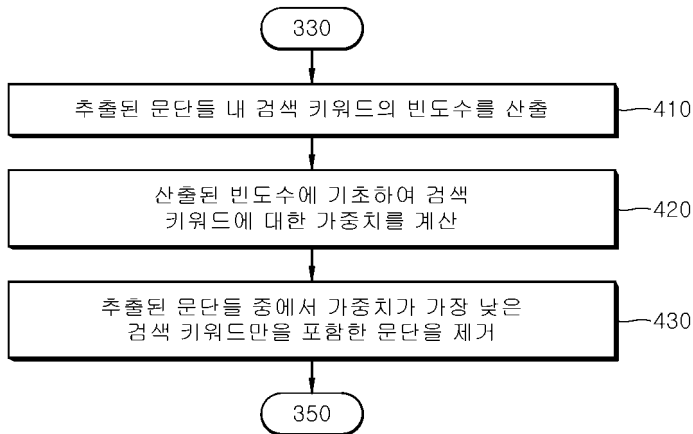 330
추출된 문단들 내 검색 키워드의 빈도수를 산출
410
산출된 빈도수에 기초하여 검색
키워드에 대한 가중치를 계산
420
추출된 문단들 중에서 가중치가 가장 낮은
검색 키워드만을 포함한 문단을 제거
430
350